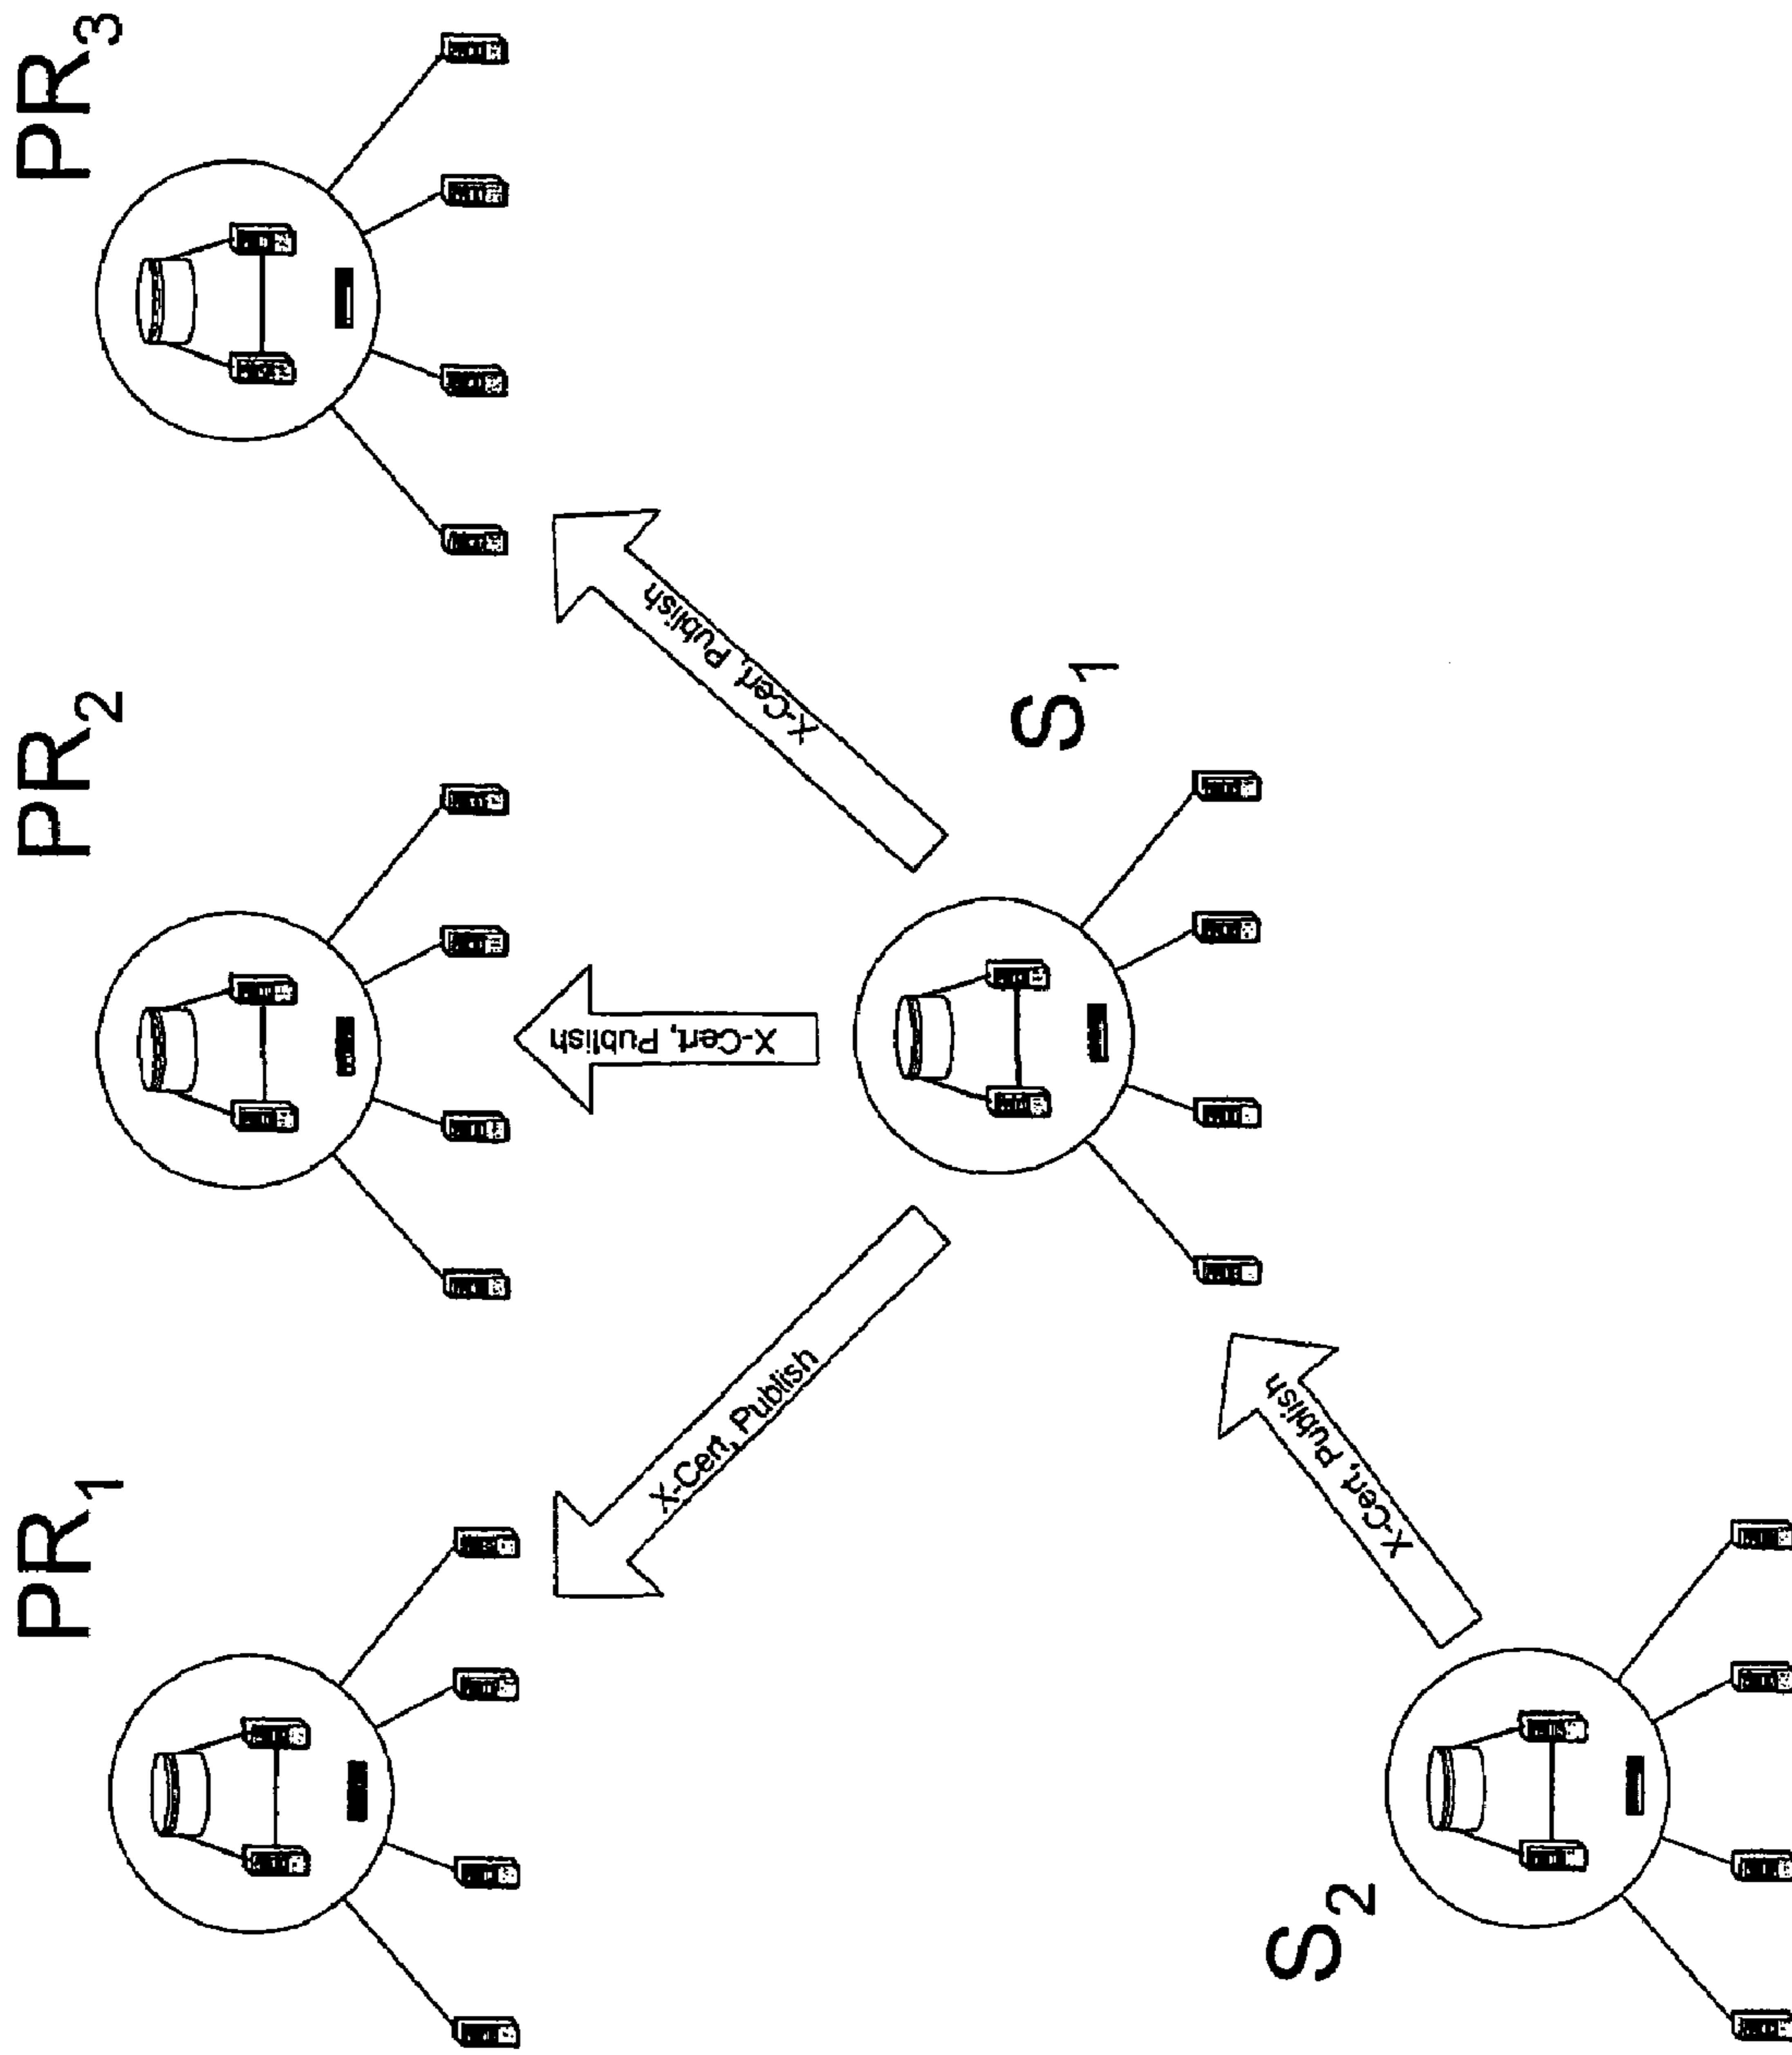 PR1
PR2
PR3
X-Cert, Publish
X-Cert, Publish
X-Cert, Publish
S1
X-Cert, Publish
S2